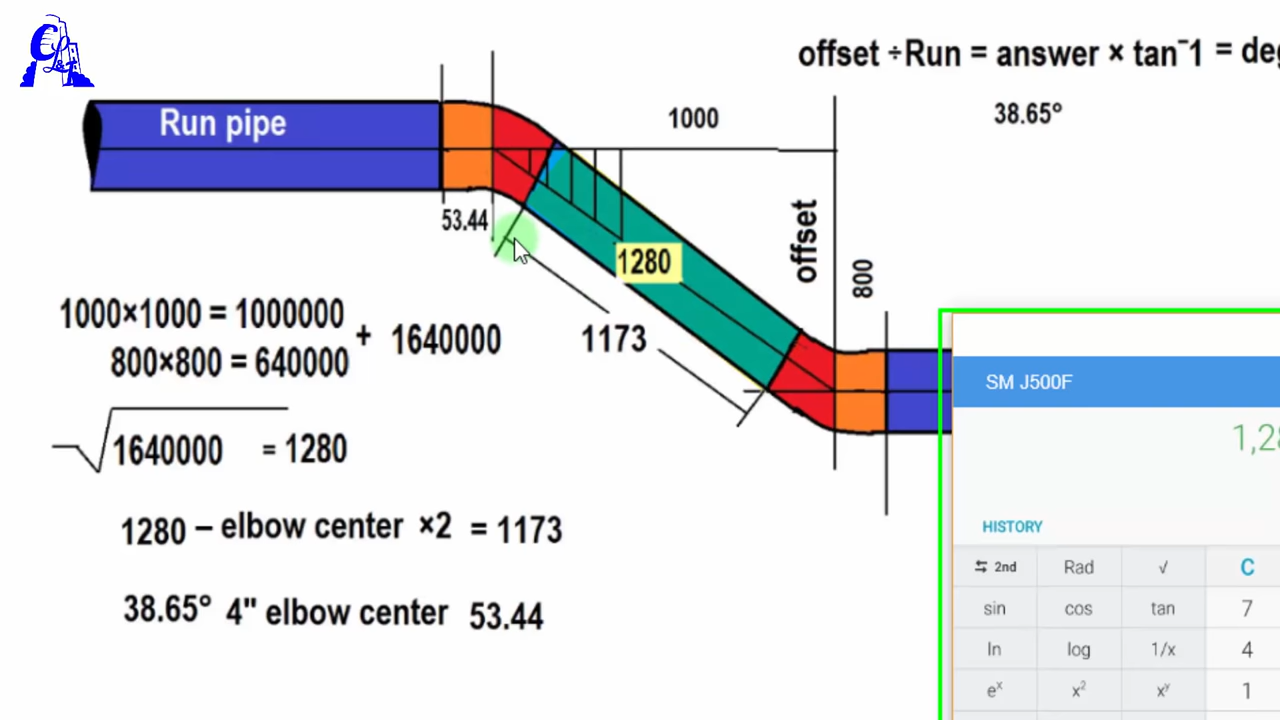 C
L
&T
offset ÷Run = answer × tan⁻1 = deg
38.65º
Run pipe
1000
53.44
offset
800
1280
1173
1000×1000 = 1000000
800×800 = 640000
+ 1640000
√1640000 = 1280
1280 – elbow center ×2 = 1173
38.65º 4" elbow center 53.44
SM J500F
1,28
HISTORY
⇆ 2nd Rad √ C
sin cos tan 7
ln log 1/x 4
eˣ x² xʸ 1